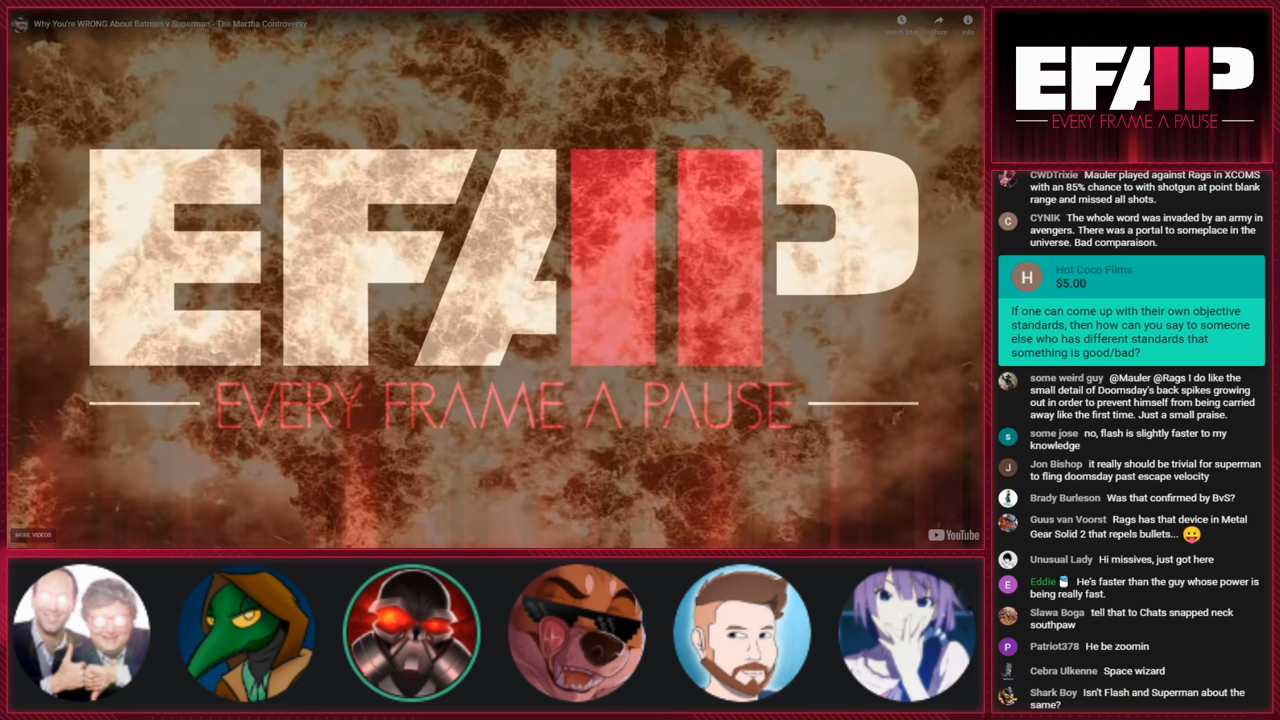 Why You're WRONG About Batman v Superman - The Martha Controversy
Watch later
Share
Info
EFAP
EVERY FRAME A PAUSE
MORE VIDEOS
YouTube
EFAP
EVERY FRAME A PAUSE
CWDTrixie Mauler played against Rags in XCOMS
with an 85% chance to with shotgun at point blank
range and missed all shots.
C
CYNIK The whole word was invaded by an army in
avengers. There was a portal to someplace in the
universe. Bad comparaison.
H
Hot Coco Films
$5.00
If one can come up with their own objective
standards, then how can you say to someone
else who has different standards that
something is good/bad?
some weird guy @Mauler @Rags I do like the
small detail of Doomsday's back spikes growing
out in order to prevent himself from being carried
away like the first time. Just a small praise.
s
some jose no, flash is slightly faster to my
knowledge
J
Jon Bishop it really should be trivial for superman
to fling doomsday past escape velocity
Brady Burleson Was that confirmed by BvS?
Guus van Voorst Rags has that device in Metal
Gear Solid 2 that repels bullets... 😛
Unusual Lady Hi missives, just got here
E
Eddie He's faster than the guy whose power is
being really fast.
Slawa Boga tell that to Chats snapped neck
southpaw
P
Patriot378 He be zoomin
Cebra Ulkenne Space wizard
Shark Boy Isn't Flash and Superman about the
same?